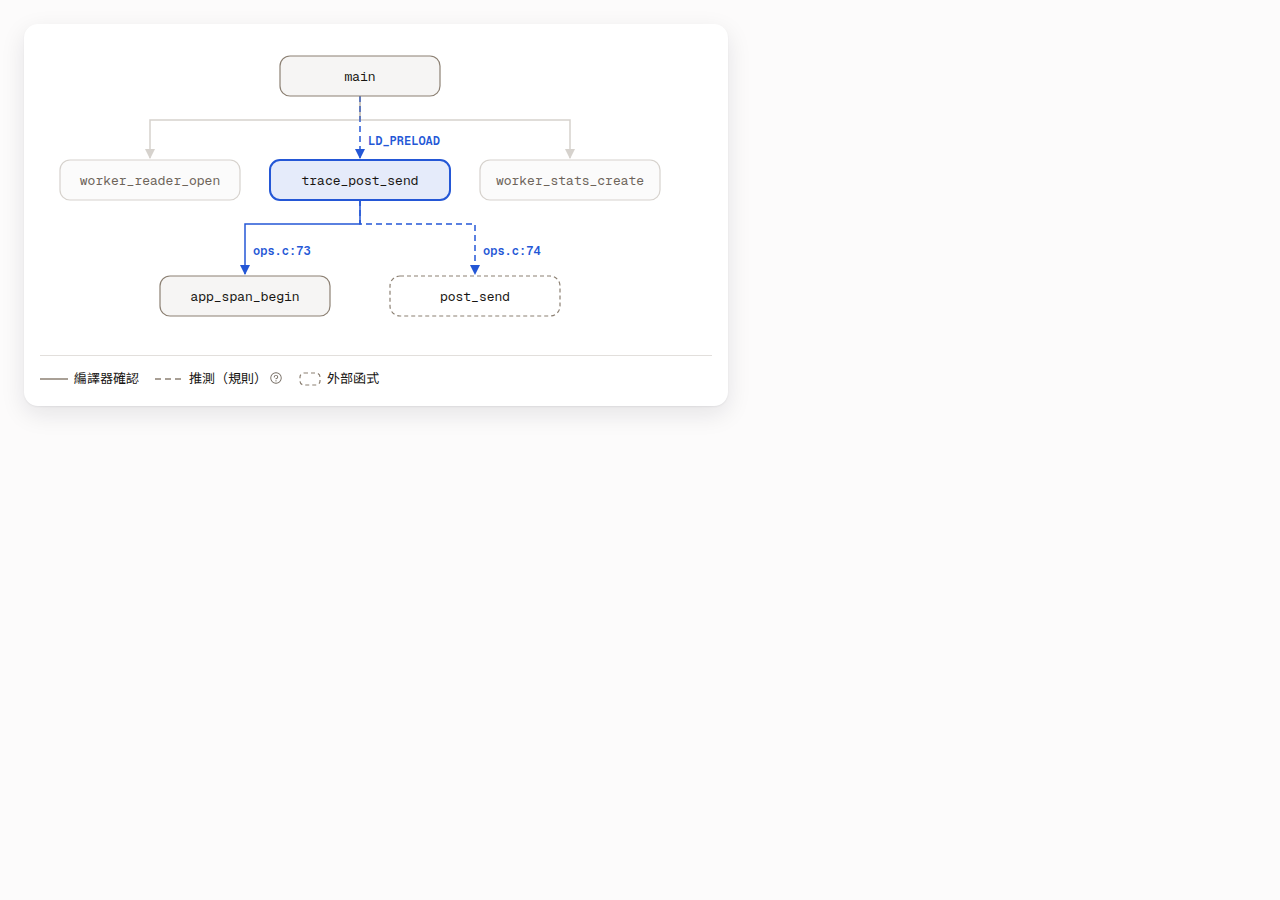 main
LD_PRELOAD
worker_reader_open
trace_post_send
worker_stats_create
ops.c:73
ops.c:74
app_span_begin
post_send
編譯器確認
推測（規則） ?
外部函式